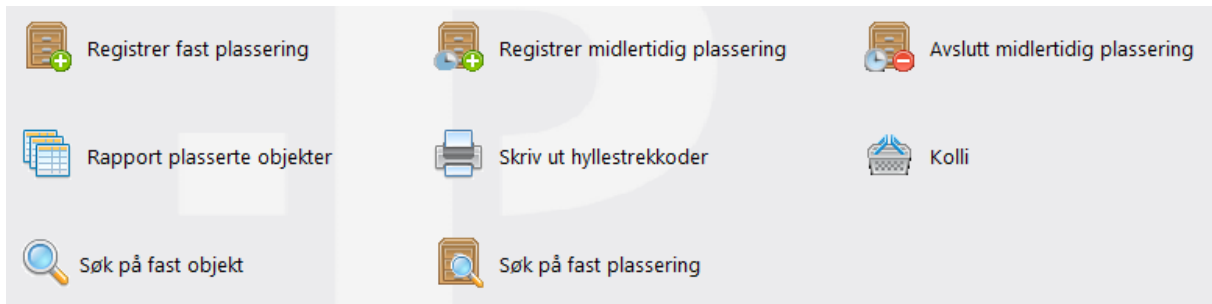 Registrer fast plassering
Registrer midlertidig plassering
Avslutt midlertidig plassering
Rapport plasserte objekter
Skriv ut hyllestrekkoder
Kolli
Søk på fast objekt
Søk på fast plassering